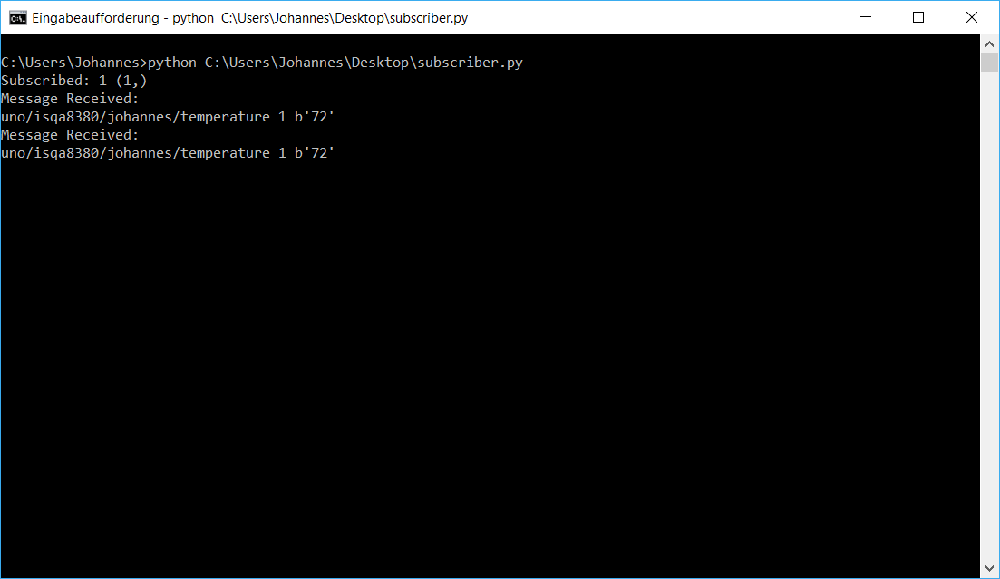 Eingabeaufforderung - python  C:\Users\Johannes\Desktop\subscriber.py
C:\Users\Johannes>python C:\Users\Johannes\Desktop\subscriber.py
Subscribed: 1 (1,)
Message Received:
uno/isqa8380/johannes/temperature 1 b'72'
Message Received:
uno/isqa8380/johannes/temperature 1 b'72'